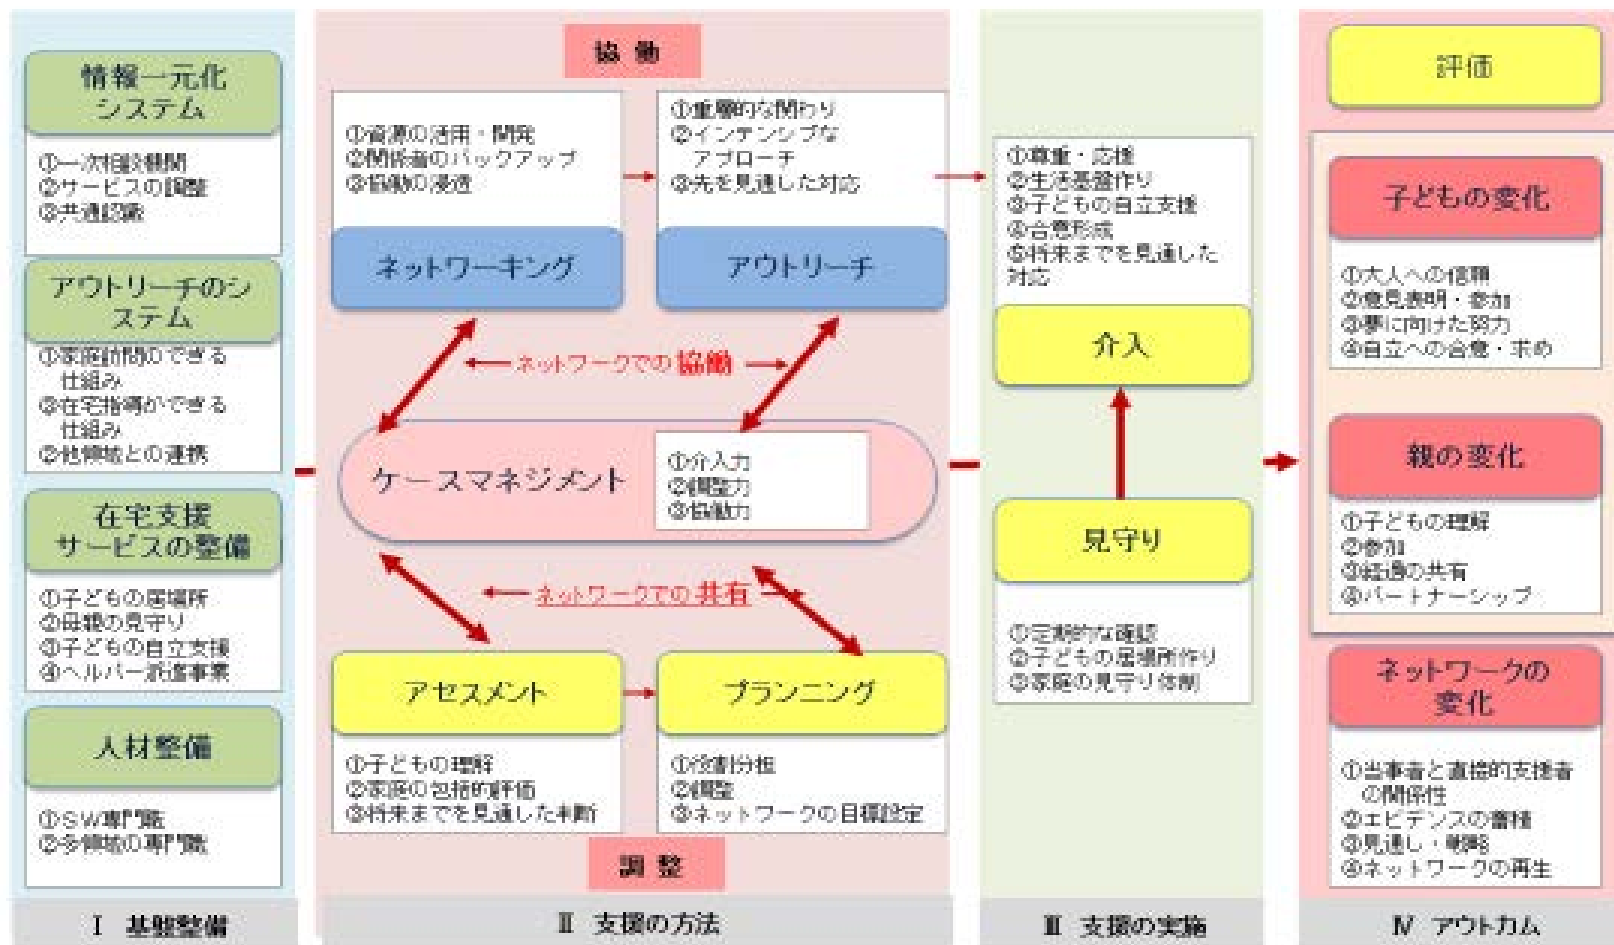 情報一元化
システム
①一次相談機関
②サービスの調整
③共通認識
アウトリーチのシ
ステム
①家庭訪問のできる
仕組み
③在宅指導ができる
仕組み
②他領域との連携
在宅支援
サービスの整備
①子どもの居場所
②母親の見守り
③子どもの自立支援
④ヘルパー派遣事業
人材整備
①SW専門職
②多領域の専門職
Ⅰ 基盤整備
協 働
①資源の活用・開発
②関係者のバックアップ
③協働の浸透
ネットワーキング
①重層的な関わり
②インテンシブな
アプローチ
③先を見通した対応
アウトリーチ
ネットワークでの協働
ケースマネジメント
①介入力
②調整力
③協働力
ネットワークでの共有
アセスメント
①子どもの理解
②家庭の包括的評価
③将来までを見通した判断
プランニング
①役割分担
②調整
③ネットワークの目標設定
調 整
Ⅱ 支援の方法
①尊重・応援
②生活基盤作り
③子どもの自立支援
④合意形成
⑤将来までを見通した
対応
介入
見守り
①定期的な確認
②子どもの居場所作り
③家庭の見守り体制
Ⅲ 支援の実施
評価
子どもの変化
①大人への信頼
②意見表明・参加
③夢に向けた努力
④自立への合意・求め
親の変化
①子どもの理解
②参加
③経過の共有
④パートナーシップ
ネットワークの
変化
①当事者と直接的支援者
の関係性
②エビデンスの蓄積
③見通し・戦略
④ネットワークの再生
Ⅳ アウトカム